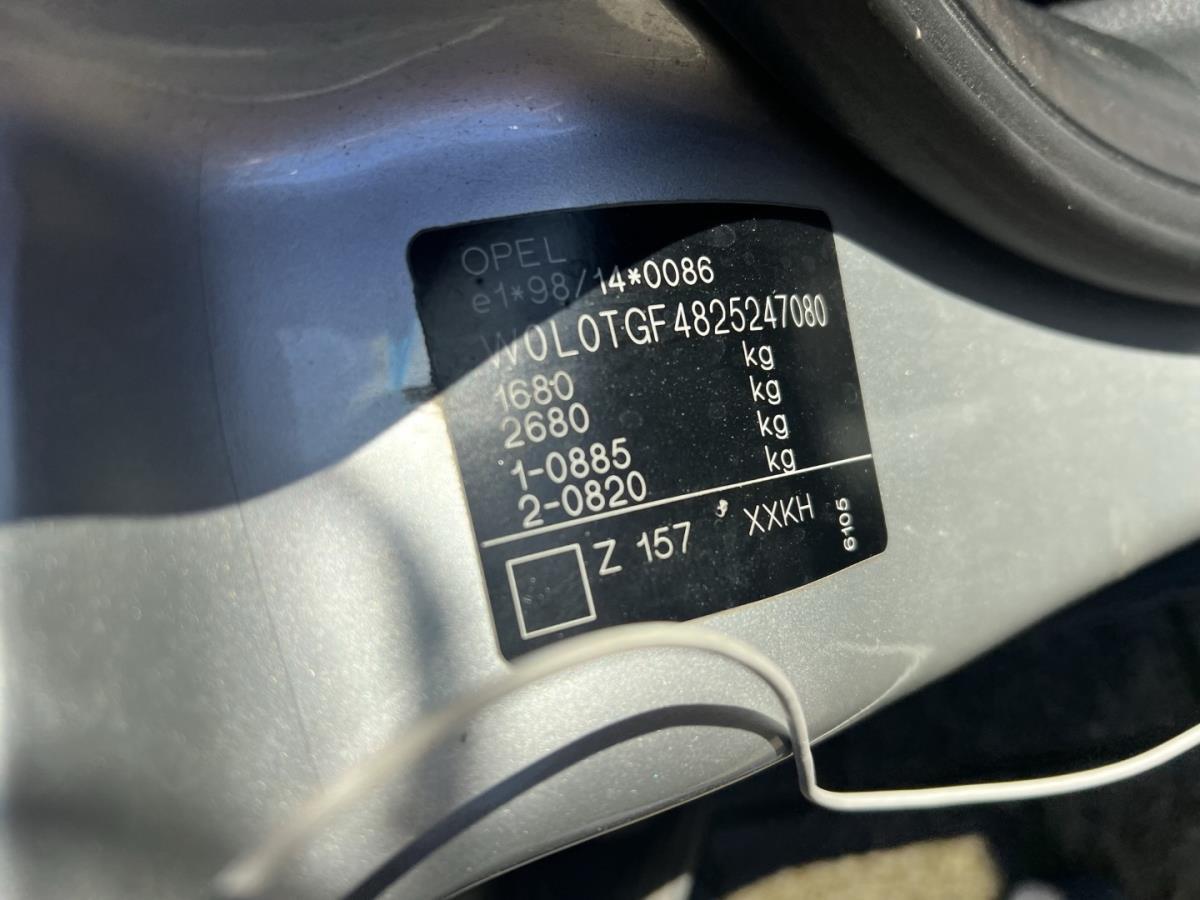 OPEL
e1*98/14*0086
W0L0TGF4825247080
1680 kg
2680 kg
1-0885 kg
2-0820 kg
Z 157 XXKH
6105